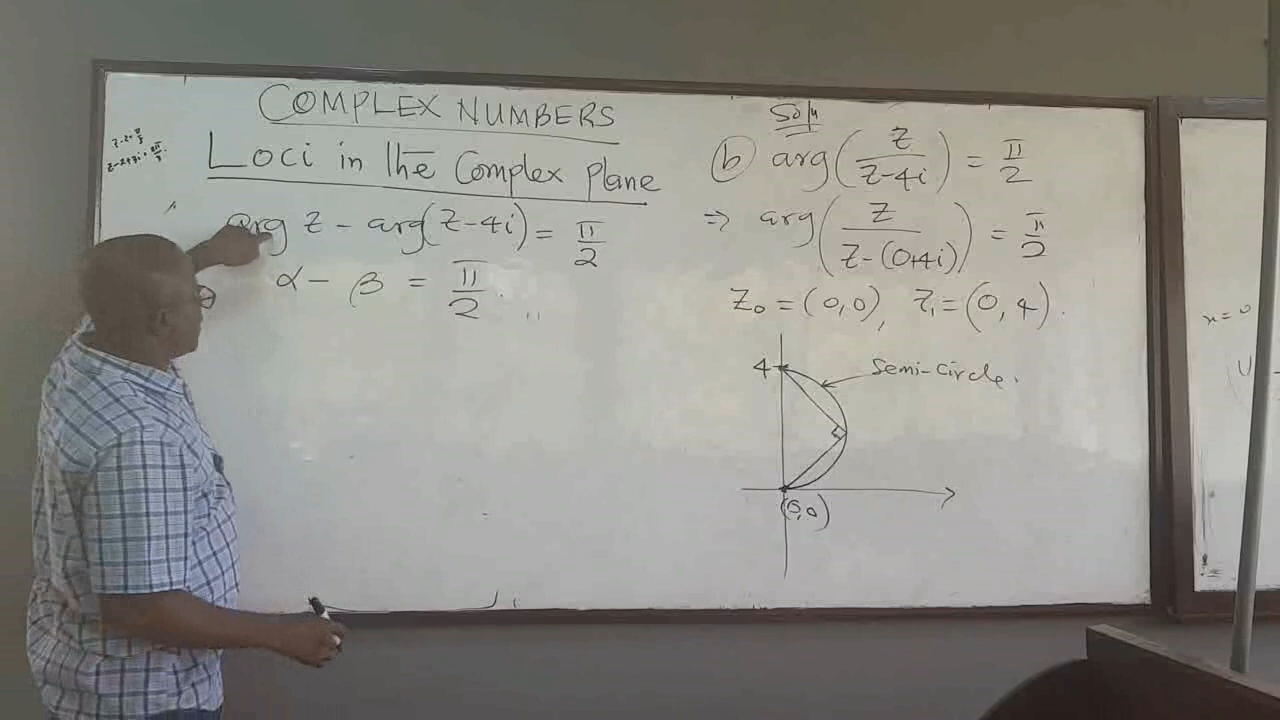 COMPLEX NUMBERS
Loci in the Complex plane
arg z - arg(z-4i) = π/2
α - β = π/2
Soln
(b) arg(z/(z-4i)) = π/2
⇒ arg(z/(z-(0+4i))) = π/2
Z₀ = (0,0), Z₁ = (0,4).
4
Semi-circle.
(0,0)
x=0